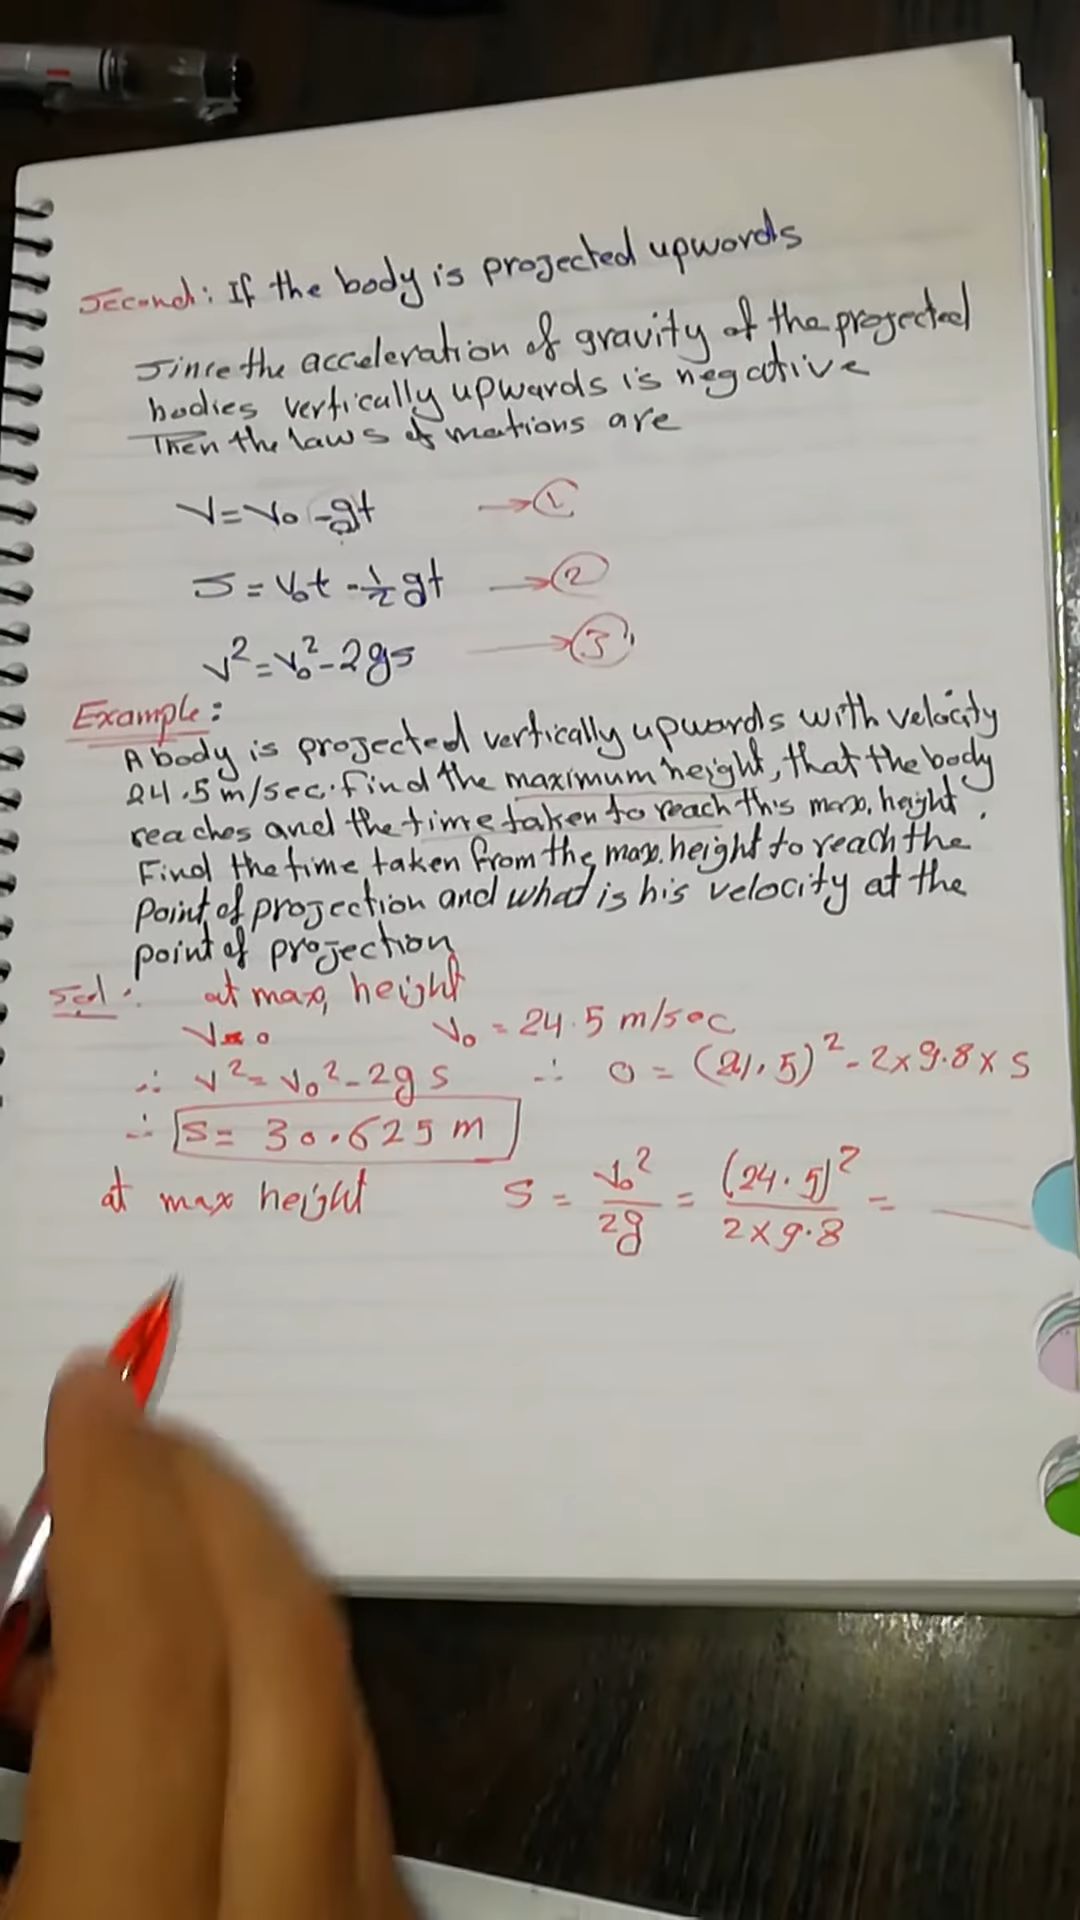 Second: If the body is projected upwords
Since the acceleration of gravity of the projected
bodies vertically upwards is negative
Then the laws of motions are
V=V₀-gt → 1
S=V₀t-½gt → 2
v²=v₀²-2gs → 3
Example:
A body is projected vertically upwards with velocity
24.5m/sec. find the maximum height, that the body
reaches and the time taken to reach this max. height.
Find the time taken from the max. height to reach the
point of projection and what is his velocity at the
point of projection
Sol: at max, height
V=0 V₀=24.5 m/sec
∴ v²=v₀²-2gs ∴ 0=(24.5)²-2×9.8×s
∴ S=30.625m
at max height S=V₀²/2g=(24.5)²/2×9.8=